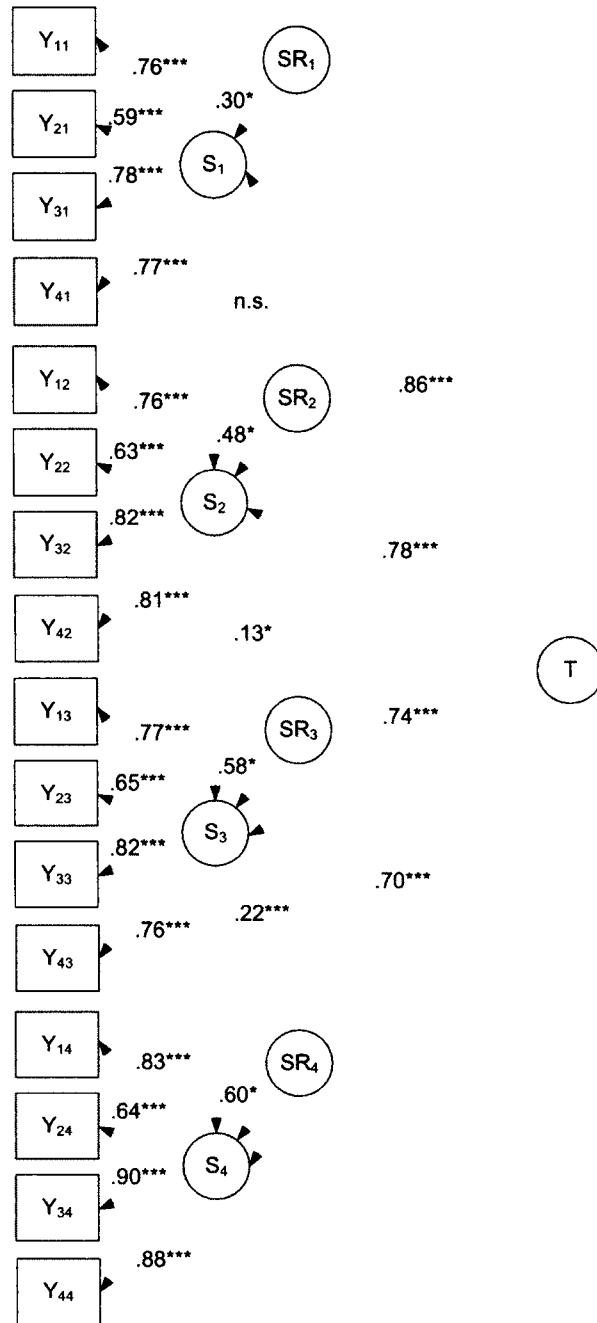 Y₁₁
SR₁
.76***
.30*
Y₂₁
.59***
S₁
.78***
Y₃₁
.77***
Y₄₁
n.s.
Y₁₂
.76***
SR₂
.86***
.48*
Y₂₂
.63***
S₂
.82***
Y₃₂
.78***
.81***
Y₄₂
.13*
T
Y₁₃
.77***
SR₃
.74***
.58*
Y₂₃
.65***
S₃
.82***
Y₃₃
.70***
.22***
.76***
Y₄₃
Y₁₄
.83***
SR₄
.60*
Y₂₄
.64***
S₄
.90***
Y₃₄
.88***
Y₄₄